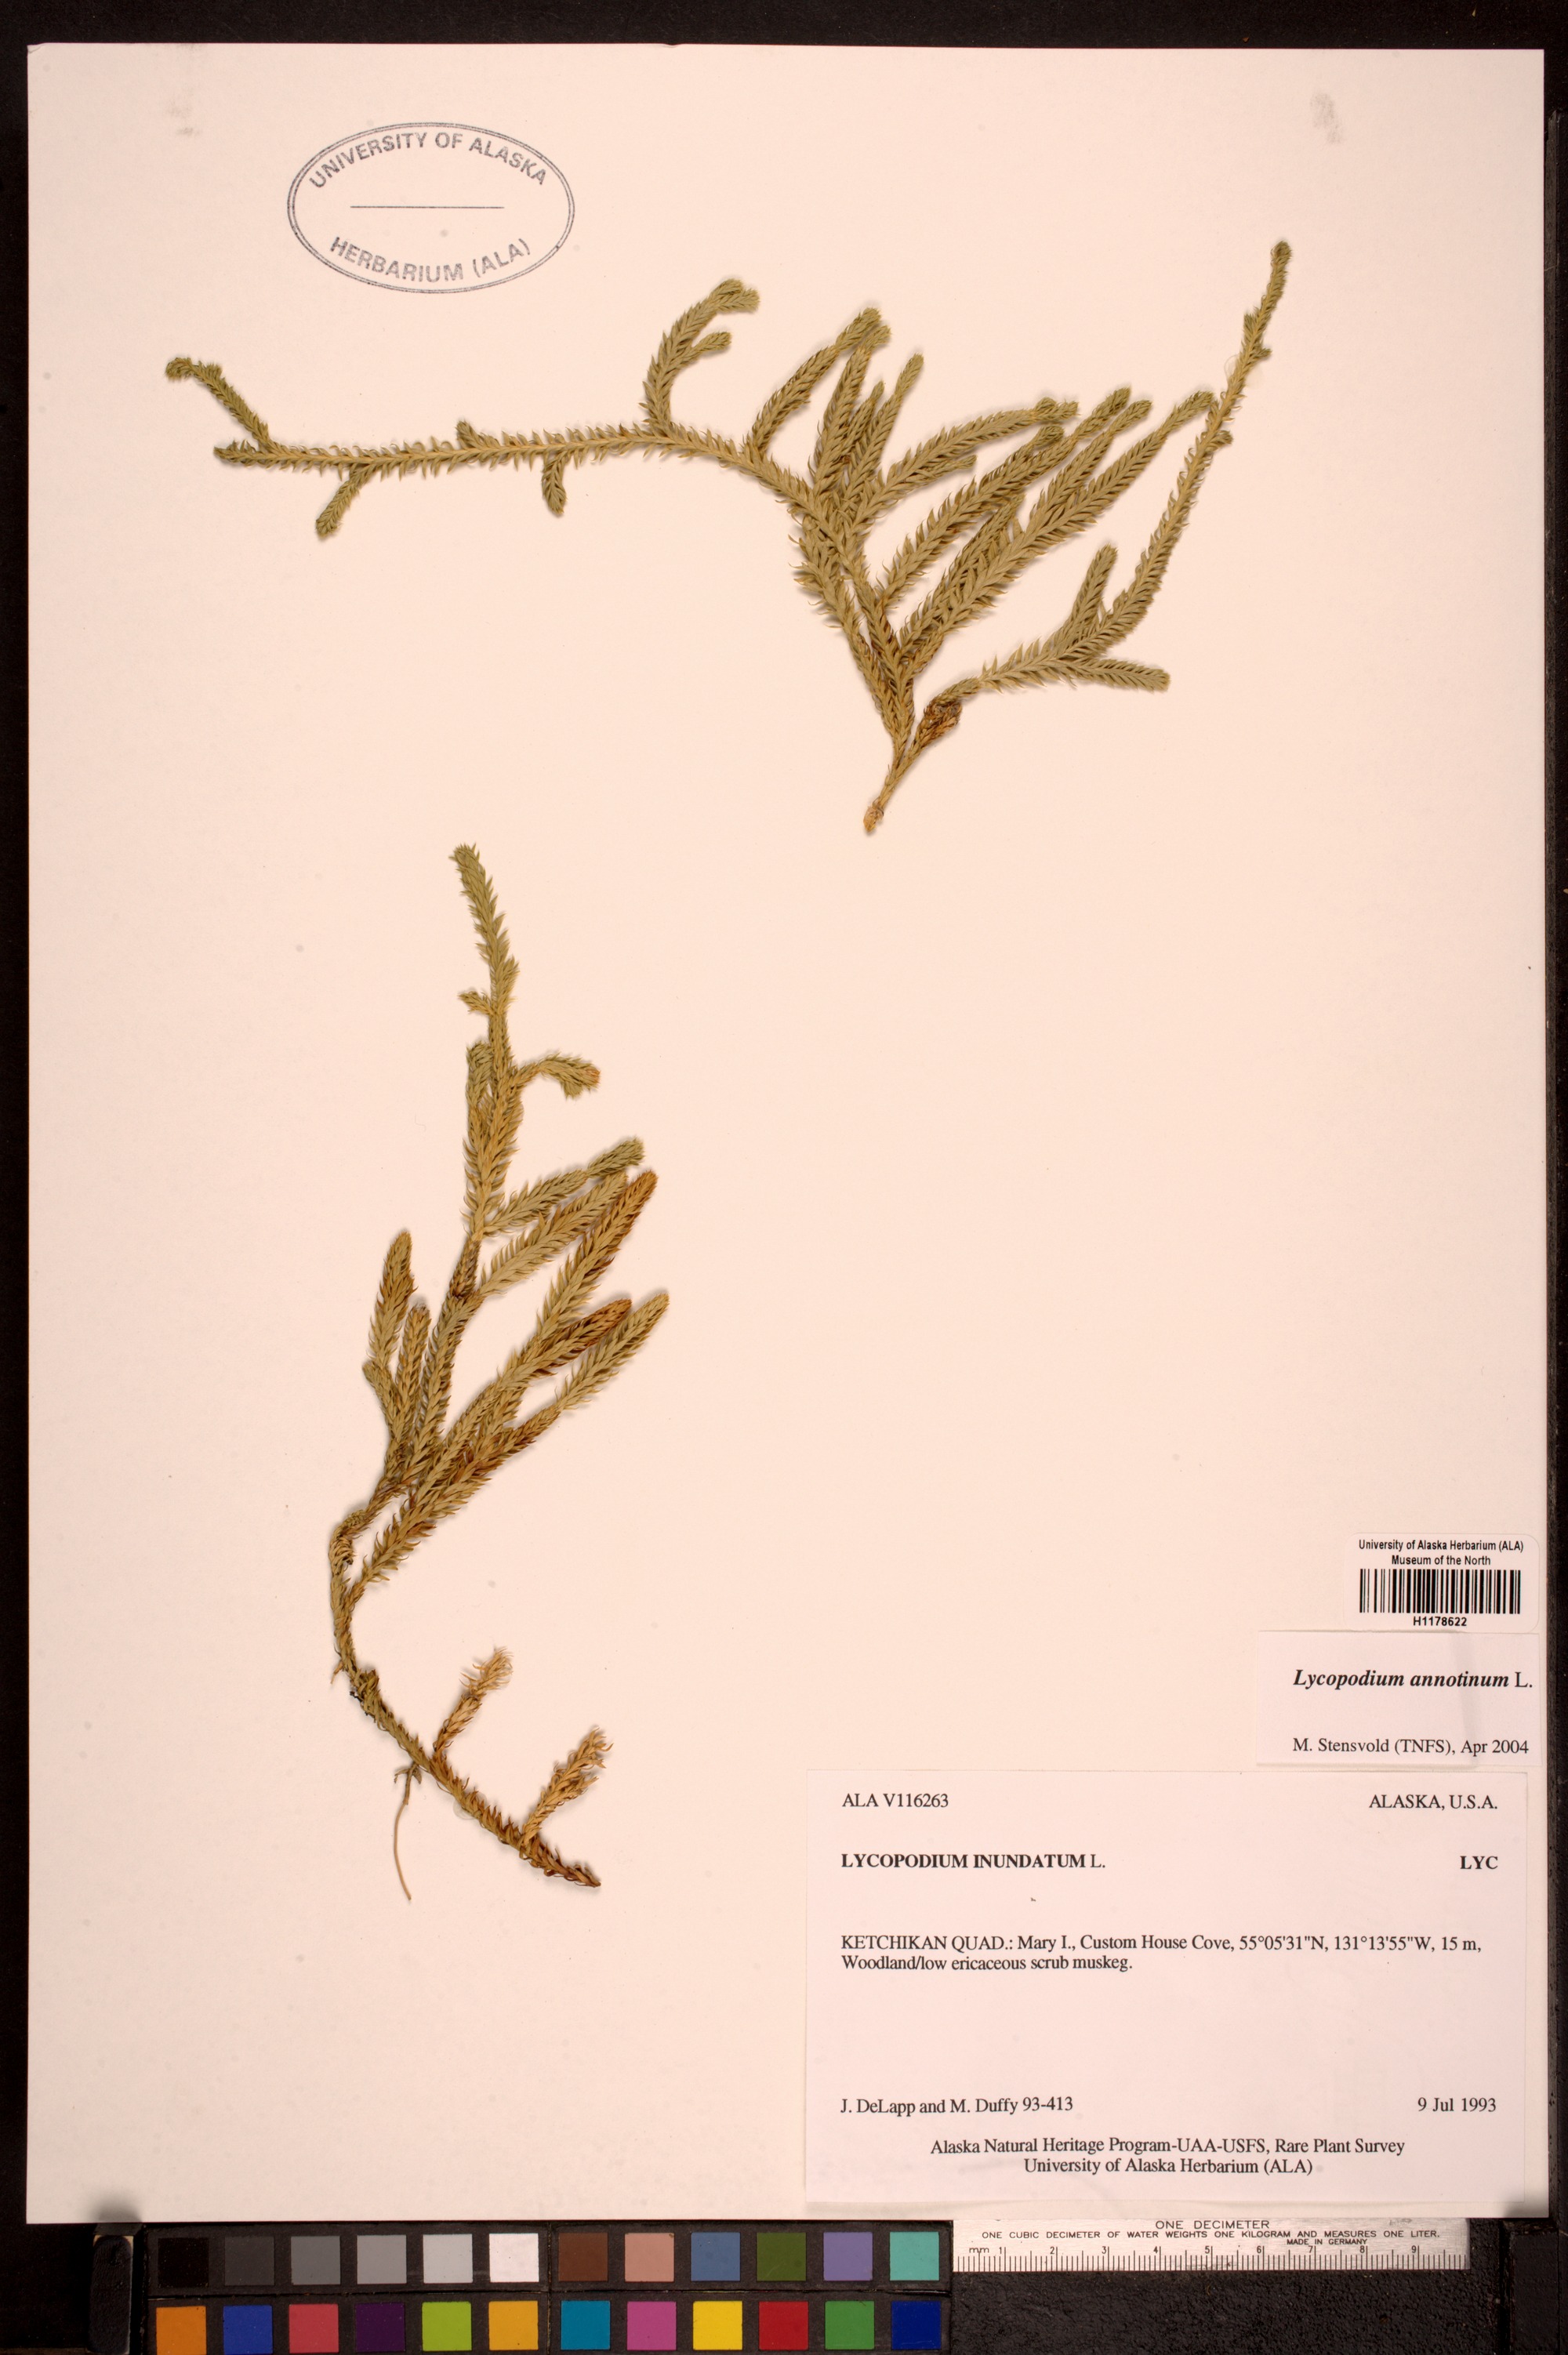 UNIVERSITY OF ALASKA
HERBARIUM (ALA)
University of Alaska Herbarium (ALA)
Museum of the North
H1178622
Lycopodium annotinum L.
M. Stensvold (TNFS), Apr 2004
ALA V116263 ALASKA, U.S.A.
LYCOPODIUM INUNDATUM L. LYC
KETCHIKAN QUAD.: Mary I., Custom House Cove, 55°05'31"N, 131°13'55"W, 15 m,
Woodland/low ericaceous scrub muskeg.
J. DeLapp and M. Duffy 93-413 9 Jul 1993
Alaska Natural Heritage Program-UAA-USFS, Rare Plant Survey
University of Alaska Herbarium (ALA)
ONE DECIMETER
ONE CUBIC DECIMETER OF WATER WEIGHTS ONE KILOGRAM AND MEASURES ONE LITER.
MADE IN GERMANY
mm 1 2 3 4 5 6 7 8 9